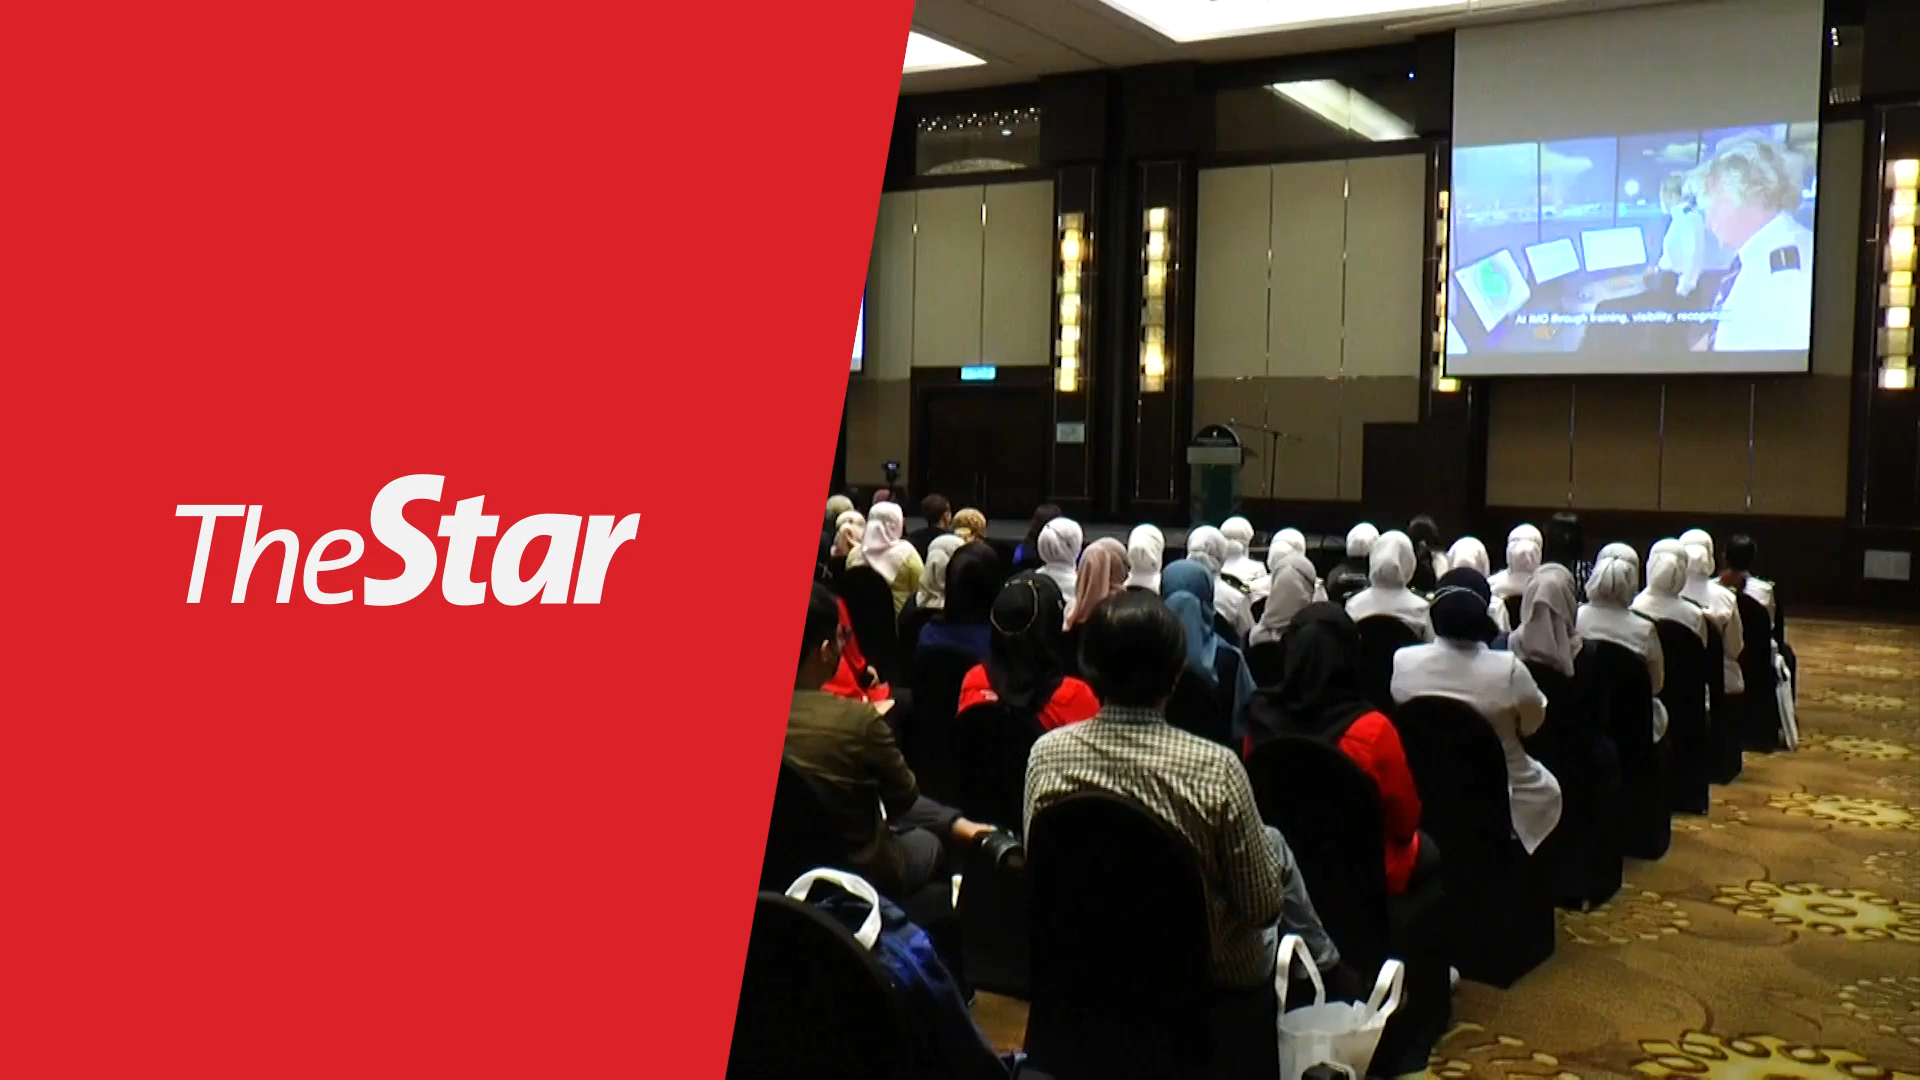 TheStar
At IMO through training, visibility, recognition